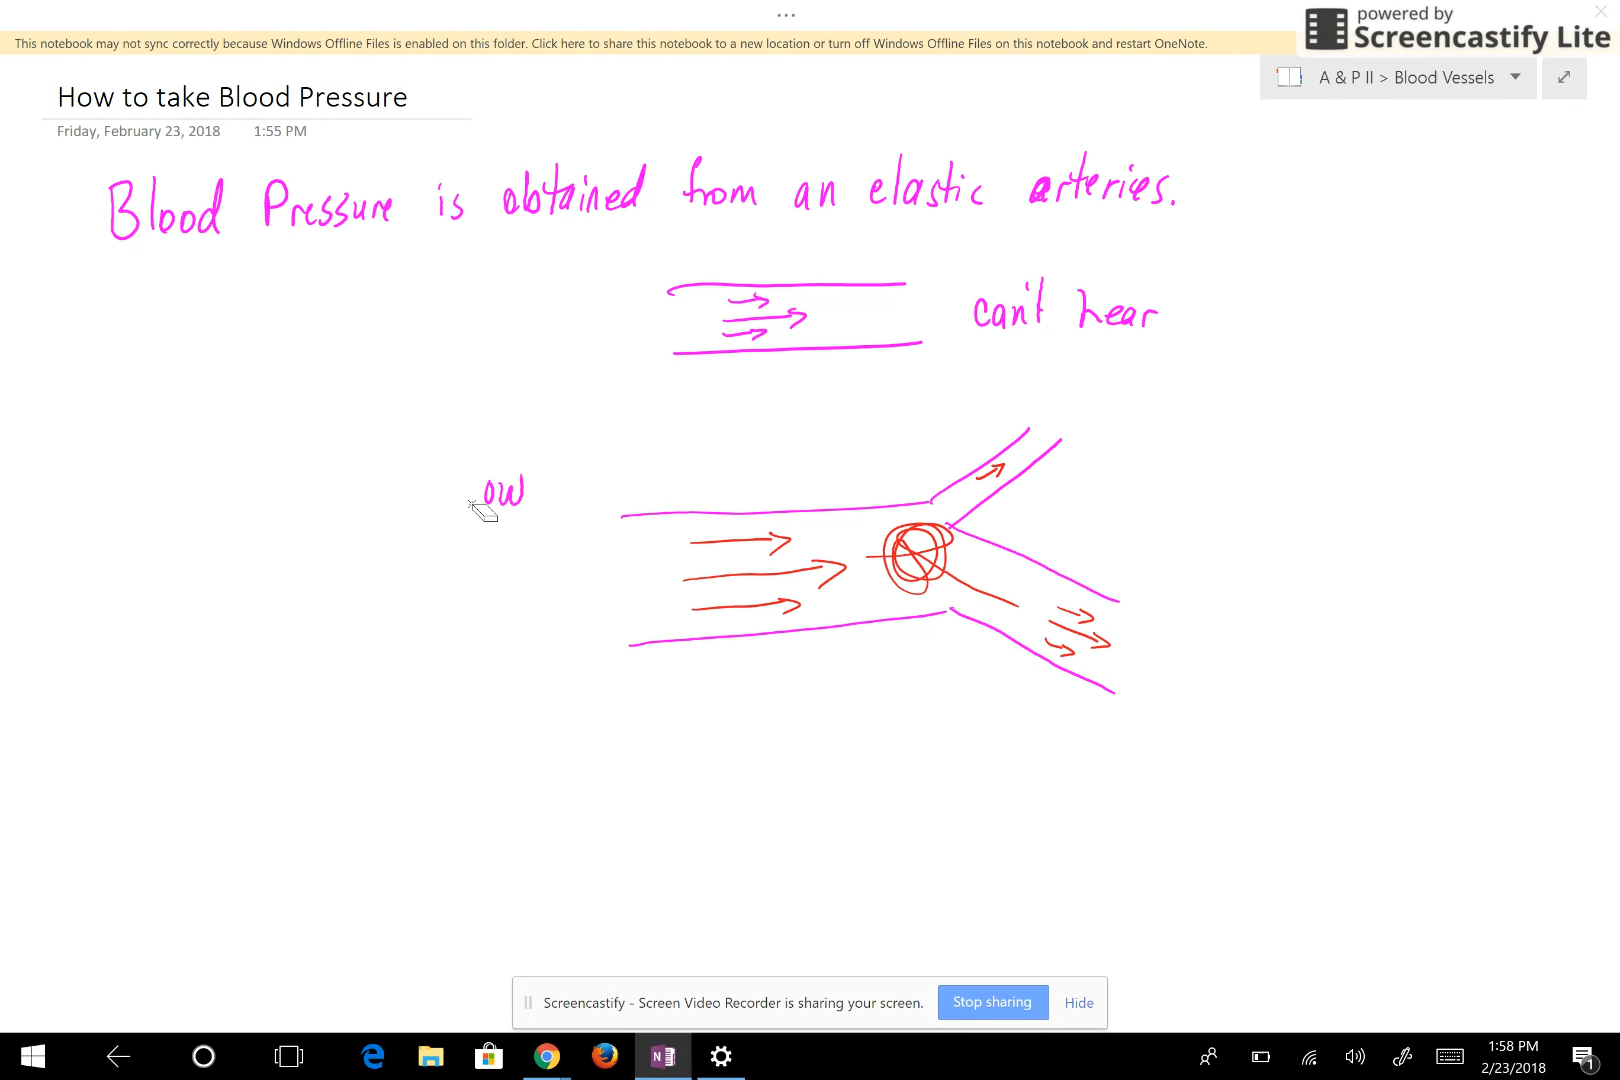 ...
powered by
Screencastify Lite
This notebook may not sync correctly because Windows Offline Files is enabled on this folder. Click here to share this notebook to a new location or turn off Windows Offline Files on this notebook and restart OneNote.
A & P II > Blood Vessels
How to take Blood Pressure
Friday, February 23, 2018 1:55 PM
Blood Pressure is obtained from an elastic arteries.
can't hear
ow
Screencastify - Screen Video Recorder is sharing your screen. Stop sharing Hide
N
1:58 PM
2/23/2018
1